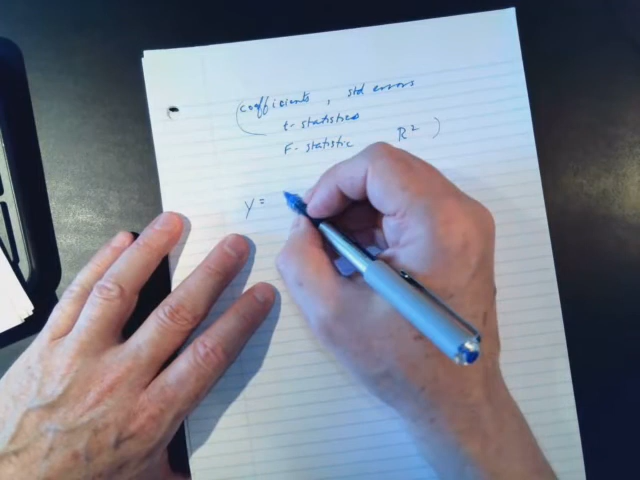 (coefficients, std errors
t-statistics
F-statistic R²)
y =